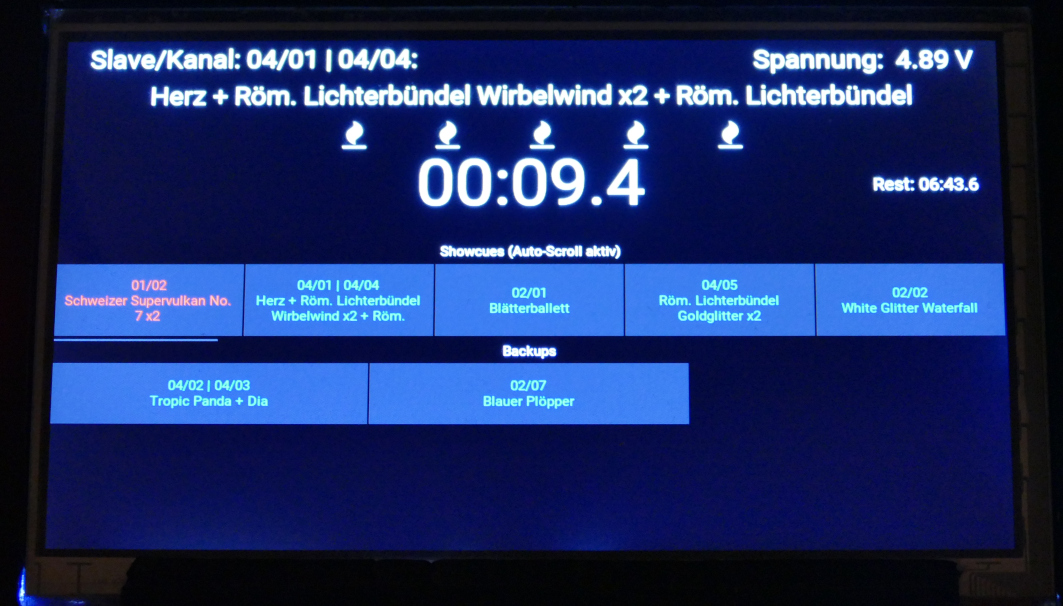 Slave/Kanal: 04/01 | 04/04:
Spannung: 4.89 V
Herz + Röm. Lichterbündel Wirbelwind x2 + Röm. Lichterbündel
00:09.4
Rest: 06:43.6
Showcues (Auto-Scroll aktiv)
01/02
Schweizer Supervulkan No.
7 x2
04/01 | 04/04
Herz + Röm. Lichterbündel
Wirbelwind x2 + Röm.
02/01
Blätterballett
04/05
Röm. Lichterbündel
Goldglitter x2
02/02
White Glitter Waterfall
Backups
04/02 | 04/03
Tropic Panda + Dia
02/07
Blauer Plöpper